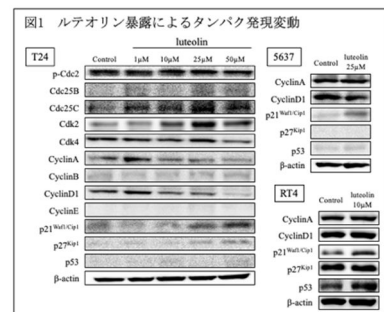 図1 ルテオリン暴露によるタンパク発現変動
T24
luteolin
Control 1μM 10μM 25μM 50μM
p-Cdc2
Cdc25B
Cdc25C
Cdk2
Cdk4
CyclinA
CyclinB
CyclinD1
CyclinE
p21Waf1/Cip1
p27Kip1
p53
β-actin
5637
Control luteolin 25μM
CyclinA
CyclinD1
p21Waf1/Cip1
p27Kip1
p53
β-actin
RT4
Control luteolin 10μM
CyclinA
CyclinD1
p21Waf1/Cip1
p27Kip1
p53
β-actin